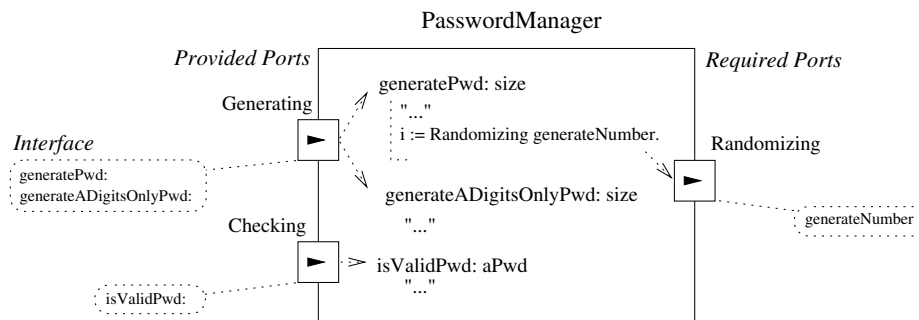 PasswordManager
Provided Ports
Required Ports
generatePwd: size
Generating
"..."
i := Randomizing generateNumber.
Interface
Randomizing
generatePwd:
generateADigitsOnlyPwd:
generateADigitsOnlyPwd: size
generateNumber
Checking
"..."
isValidPwd: aPwd
"..."
isValidPwd: